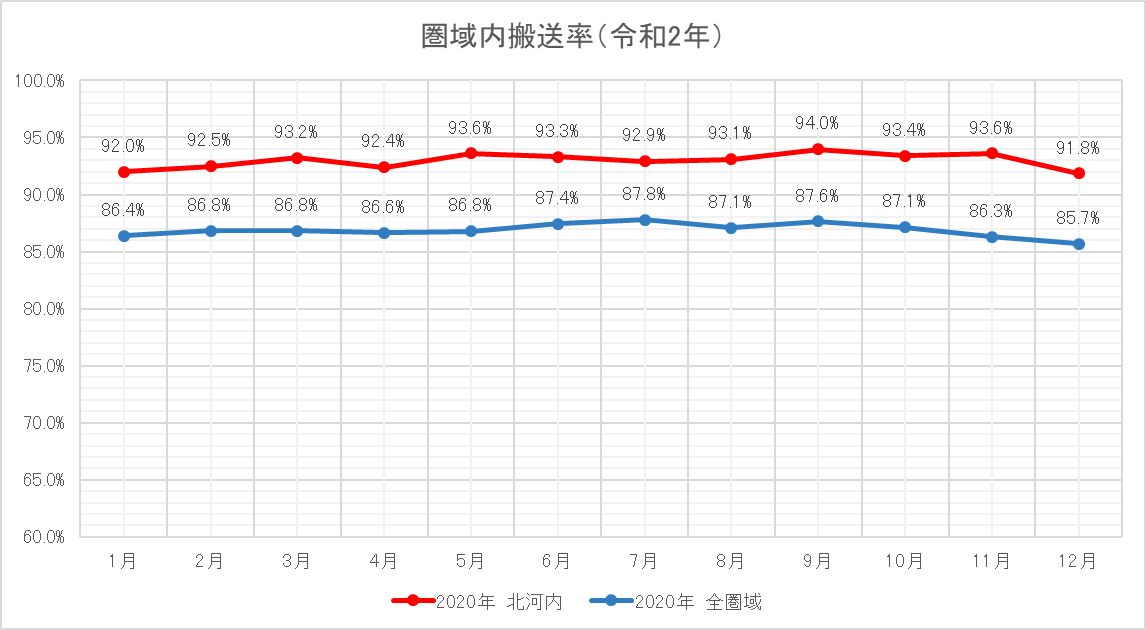 圏域内搬送率（令和2年）
100.0%
95.0%
90.0%
85.0%
80.0%
75.0%
70.0%
65.0%
60.0%
92.0% 92.5% 93.2% 92.4% 93.6% 93.3% 92.9% 93.1% 94.0% 93.4% 93.6% 91.8%
86.4% 86.8% 86.8% 86.6% 86.8% 87.4% 87.8% 87.1% 87.6% 87.1% 86.3% 85.7%
1月 2月 3月 4月 5月 6月 7月 8月 9月 10月 11月 12月
2020年 北河内 2020年 全圏域